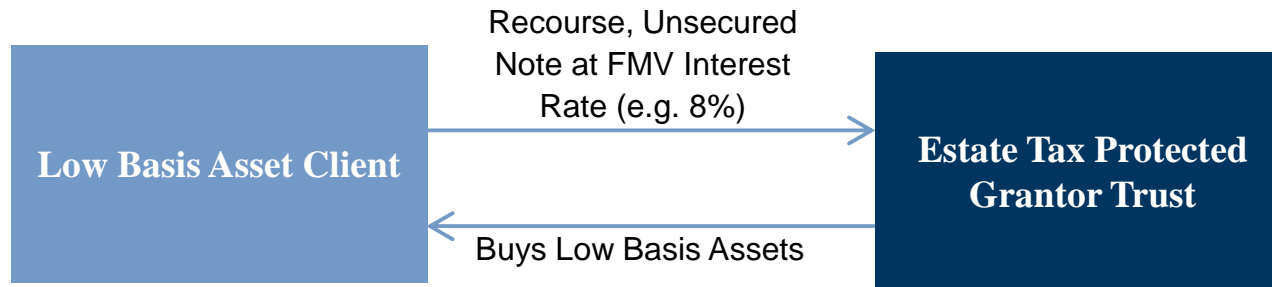 Recourse, Unsecured
Note at FMV Interest
Rate (e.g. 8%)
Low Basis Asset Client
Estate Tax Protected
Grantor Trust
Buys Low Basis Assets